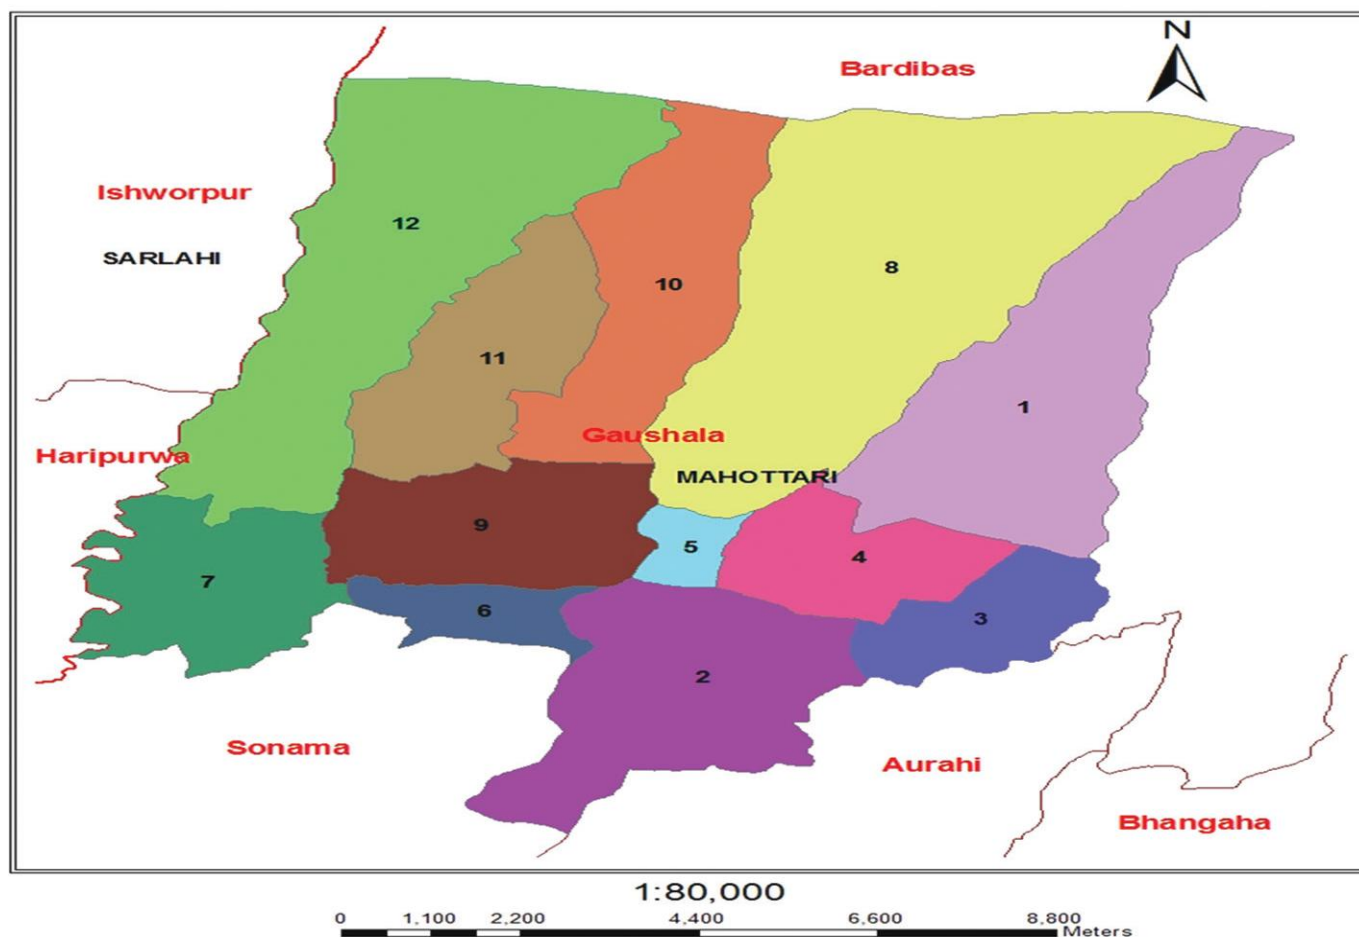 N
Bardibas
Ishworpur
12
SARLAHI
8
10
11
1
Gaushala
Haripurwa
MAHOTTARI
9
5
4
7
6
3
2
Sonama
Aurahi
Bhangaha
1:80,000
0 1,100 2,200 4,400 6,600 8,800
Meters